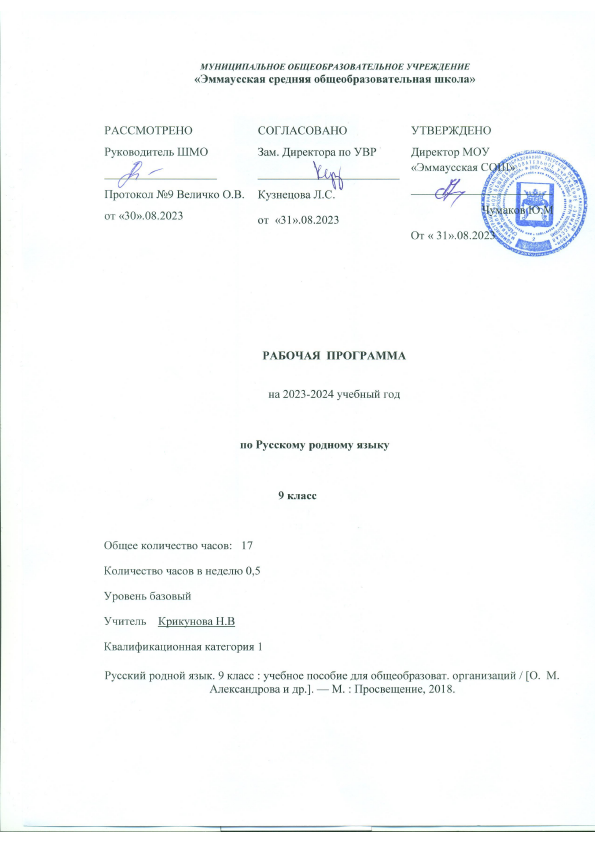 МУНИЦИПАЛЬНОЕ ОБЩЕОБРАЗОВАТЕЛЬНОЕ УЧРЕЖДЕНИЕ
«Эммаусская средняя общеобразовательная школа»
РАССМОТРЕНО
Руководитель ШМО
Протокол №9 Величко О.В.
от «30».08.2023
СОГЛАСОВАНО
Зам. Директора по УВР
Кузнецова Л.С.
от «31».08.2023
УТВЕРЖДЕНО
Директор МОУ
«Эммаусская СОШ»
Чумаков Ю.М
От « 31».08.2023
РАБОЧАЯ ПРОГРАММА
на 2023-2024 учебный год
по Русскому родному языку
9 класс
Общее количество часов: 17
Количество часов в неделю 0,5
Уровень базовый
Учитель Крикунова Н.В
Квалификационная категория 1
Русский родной язык. 9 класс : учебное пособие для общеобразоват. организаций / [О. М.
Александрова и др.]. — М. : Просвещение, 2018.